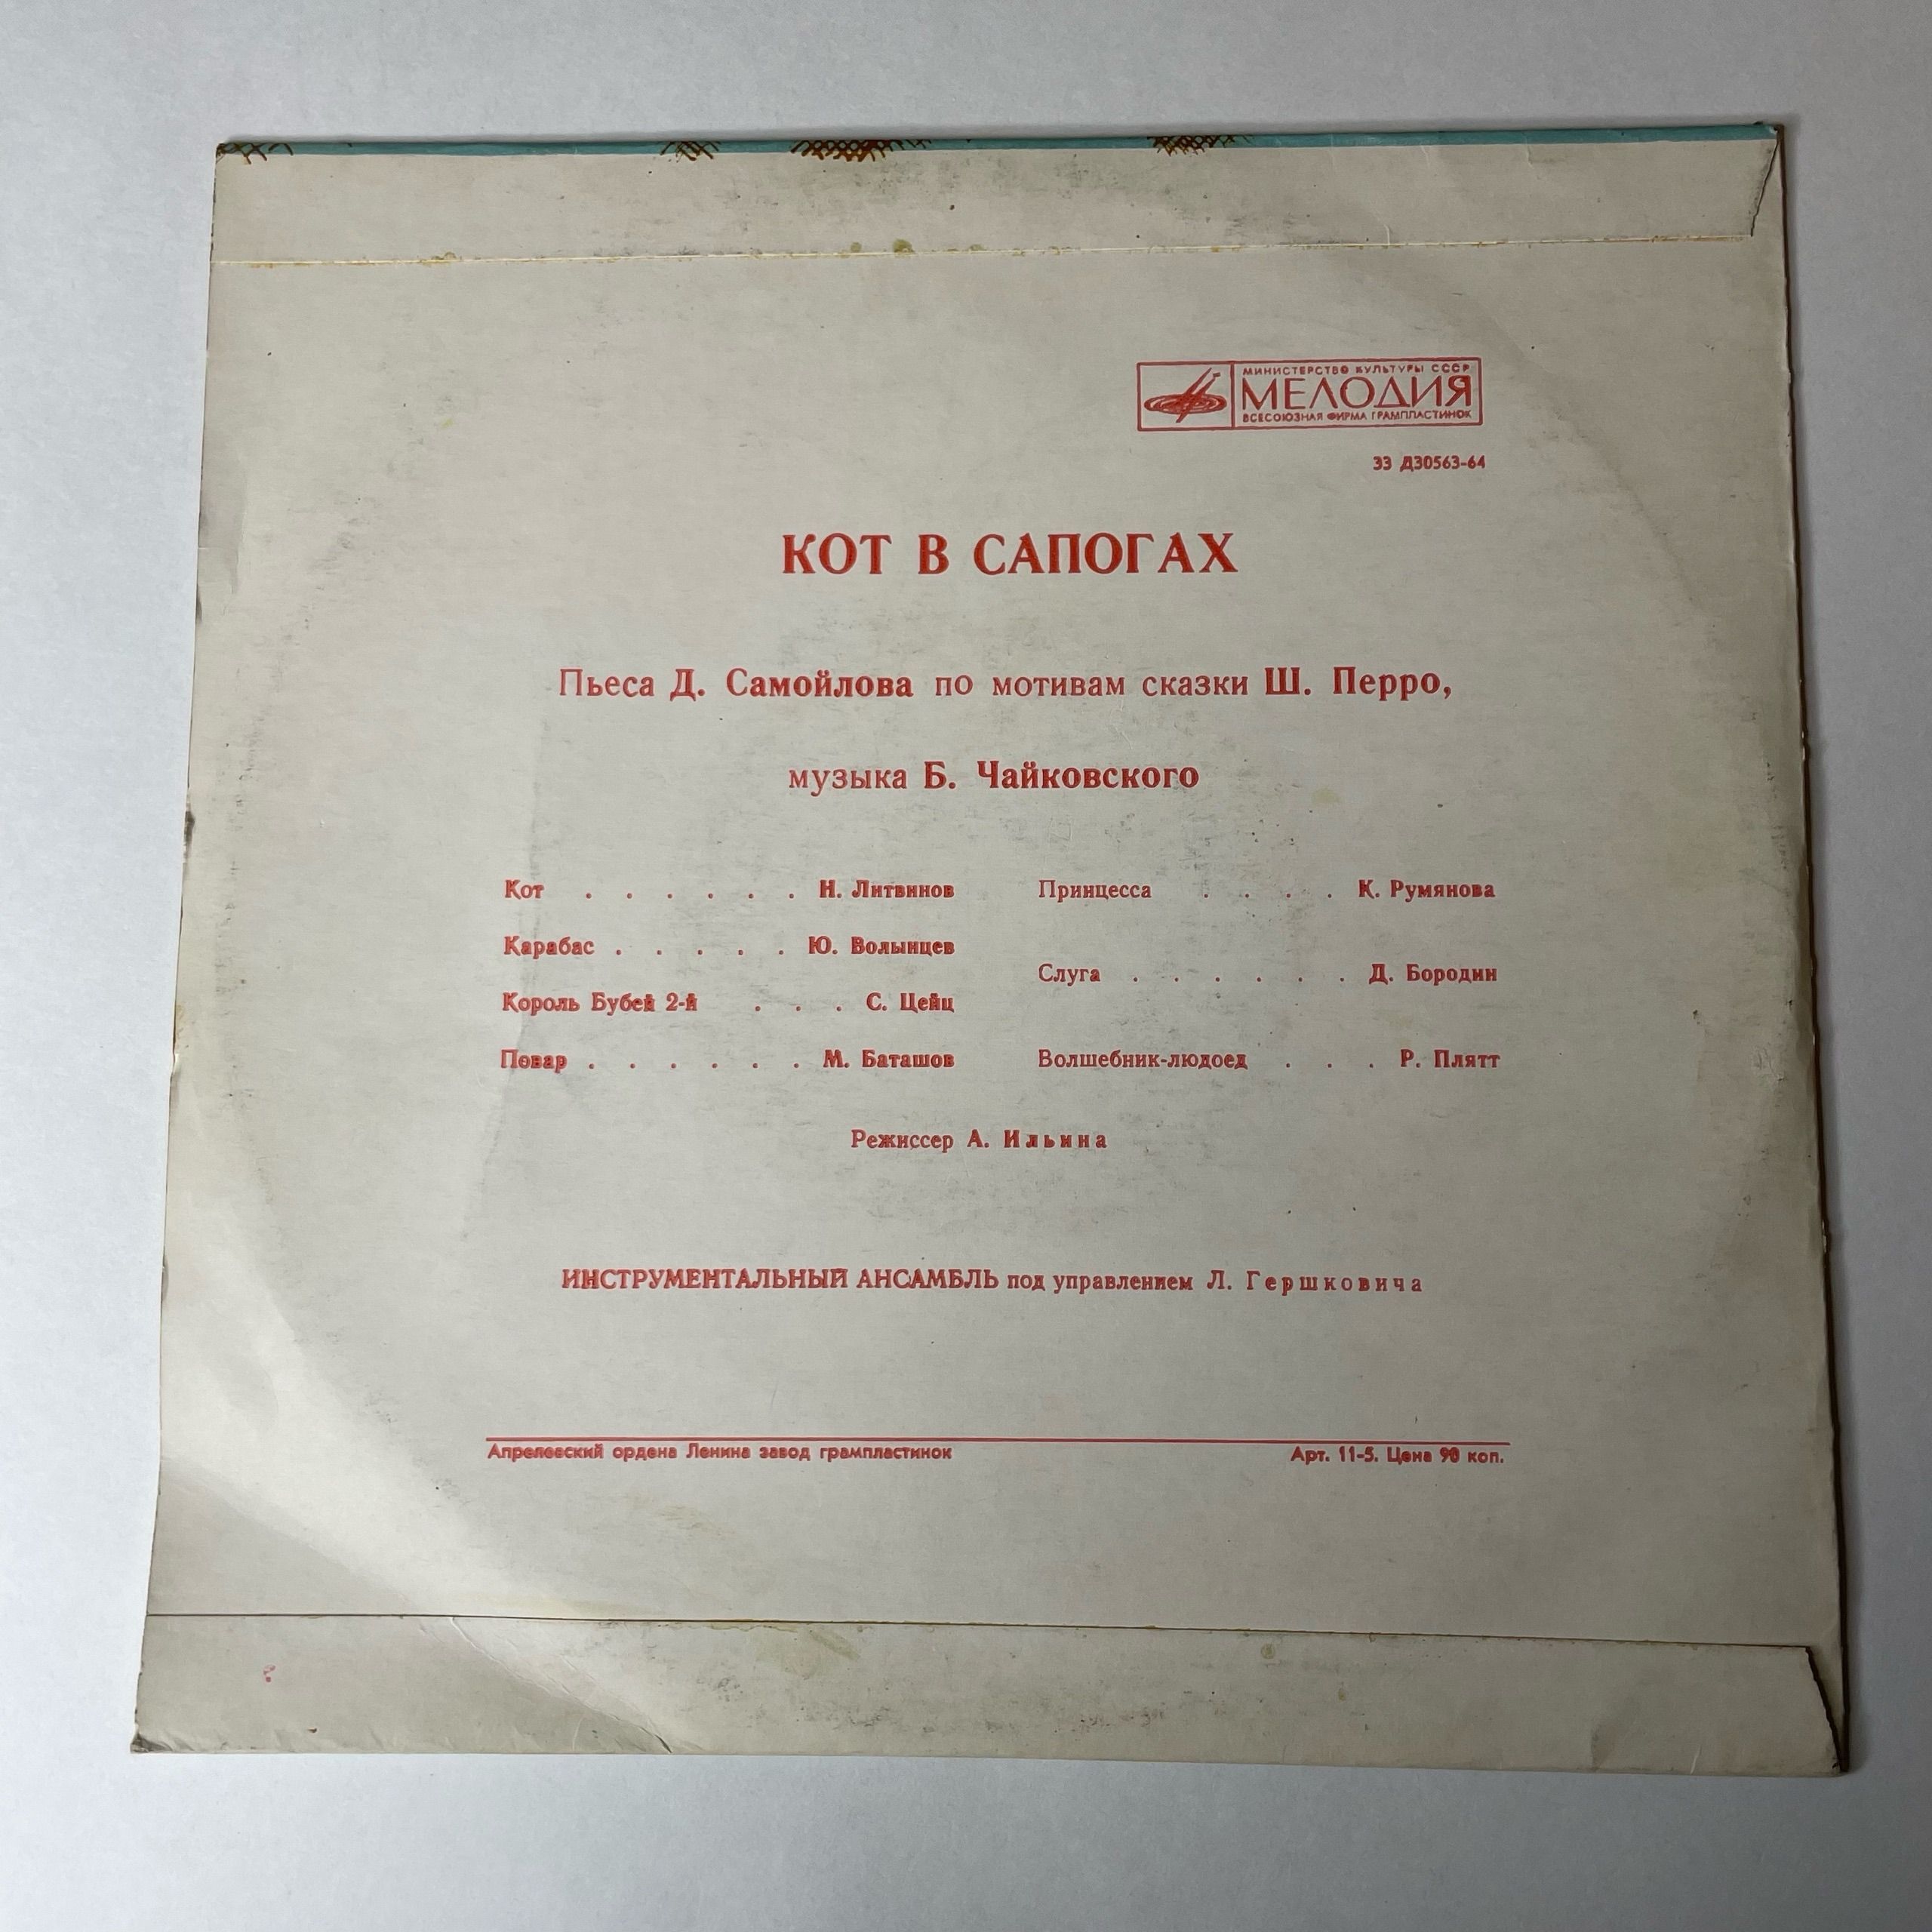 МИНИСТЕРСТВО КУЛЬТУРЫ СССР
МЕЛОДИЯ
ВСЕСОЮЗНАЯ ФИРМА ГРАМПЛАСТИНОК
33 Д30563-64
КОТ В САПОГАХ
Пьеса Д. Самойлова по мотивам сказки Ш. Перро,
музыка Б. Чайковского
Кот . . . . . . Н. Литвинов
Карабас . . . . . Ю. Волынцев
Король Бубей 2-й . . . С. Цейц
Повар . . . . . . М. Баташов
Принцесса . . . . К. Румянова
Слуга . . . . . . Д. Бородин
Волшебник-людоед . . . Р. Плятт
Режиссер А. Ильина
ИНСТРУМЕНТАЛЬНЫЙ АНСАМБЛЬ под управлением Л. Гершковича
Апрелевский ордена Ленина завод грампластинок
Арт. 11-5. Цена 90 коп.